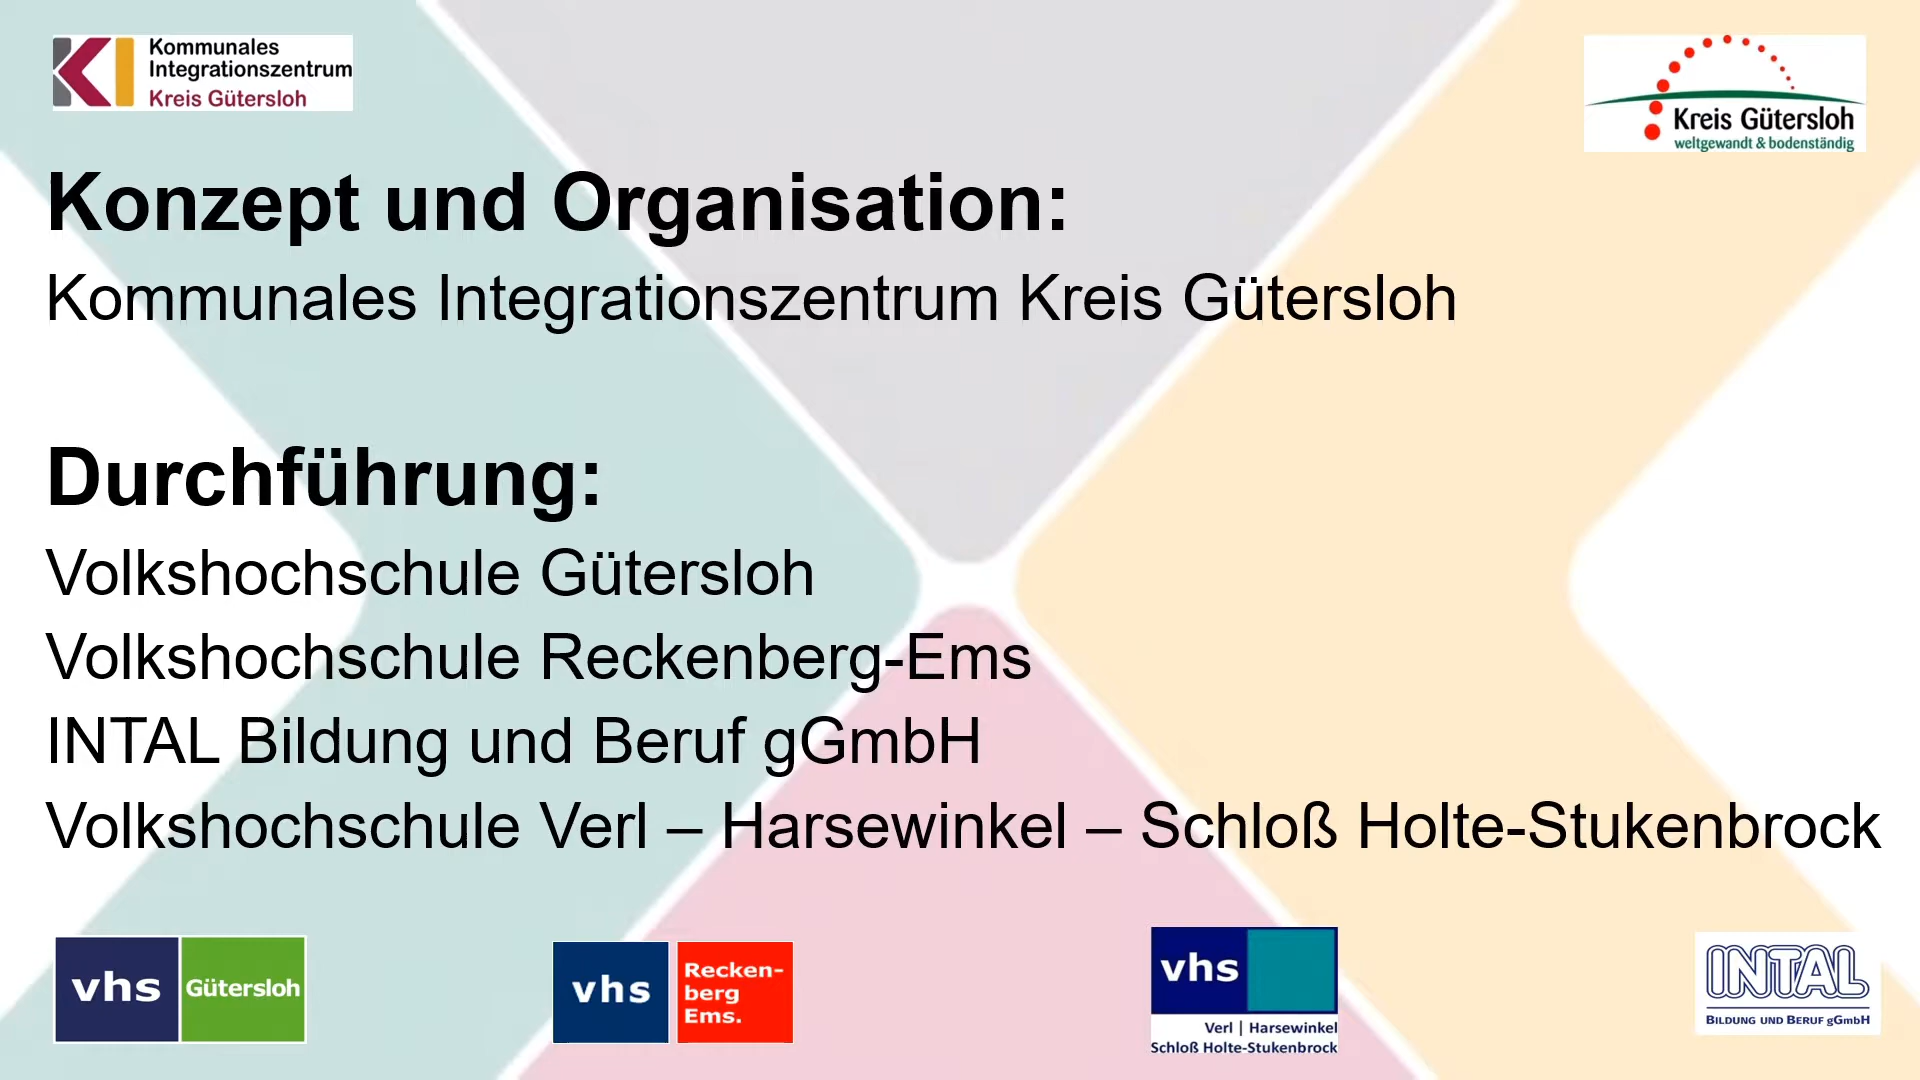 Kommunales
Integrationszentrum
Kreis Gütersloh
Kreis Gütersloh
weltgewandt & bodenständig
Konzept und Organisation:
Kommunales Integrationszentrum Kreis Gütersloh
Durchführung:
Volkshochschule Gütersloh
Volkshochschule Reckenberg-Ems
INTAL Bildung und Beruf gGmbH
Volkshochschule Verl – Harsewinkel – Schloß Holte-Stukenbrock
vhs Gütersloh
vhs
Recken-
berg
Ems.
vhs
Verl | Harsewinkel
Schloß Holte-Stukenbrock
INTAL
BILDUNG UND BERUF gGmbH